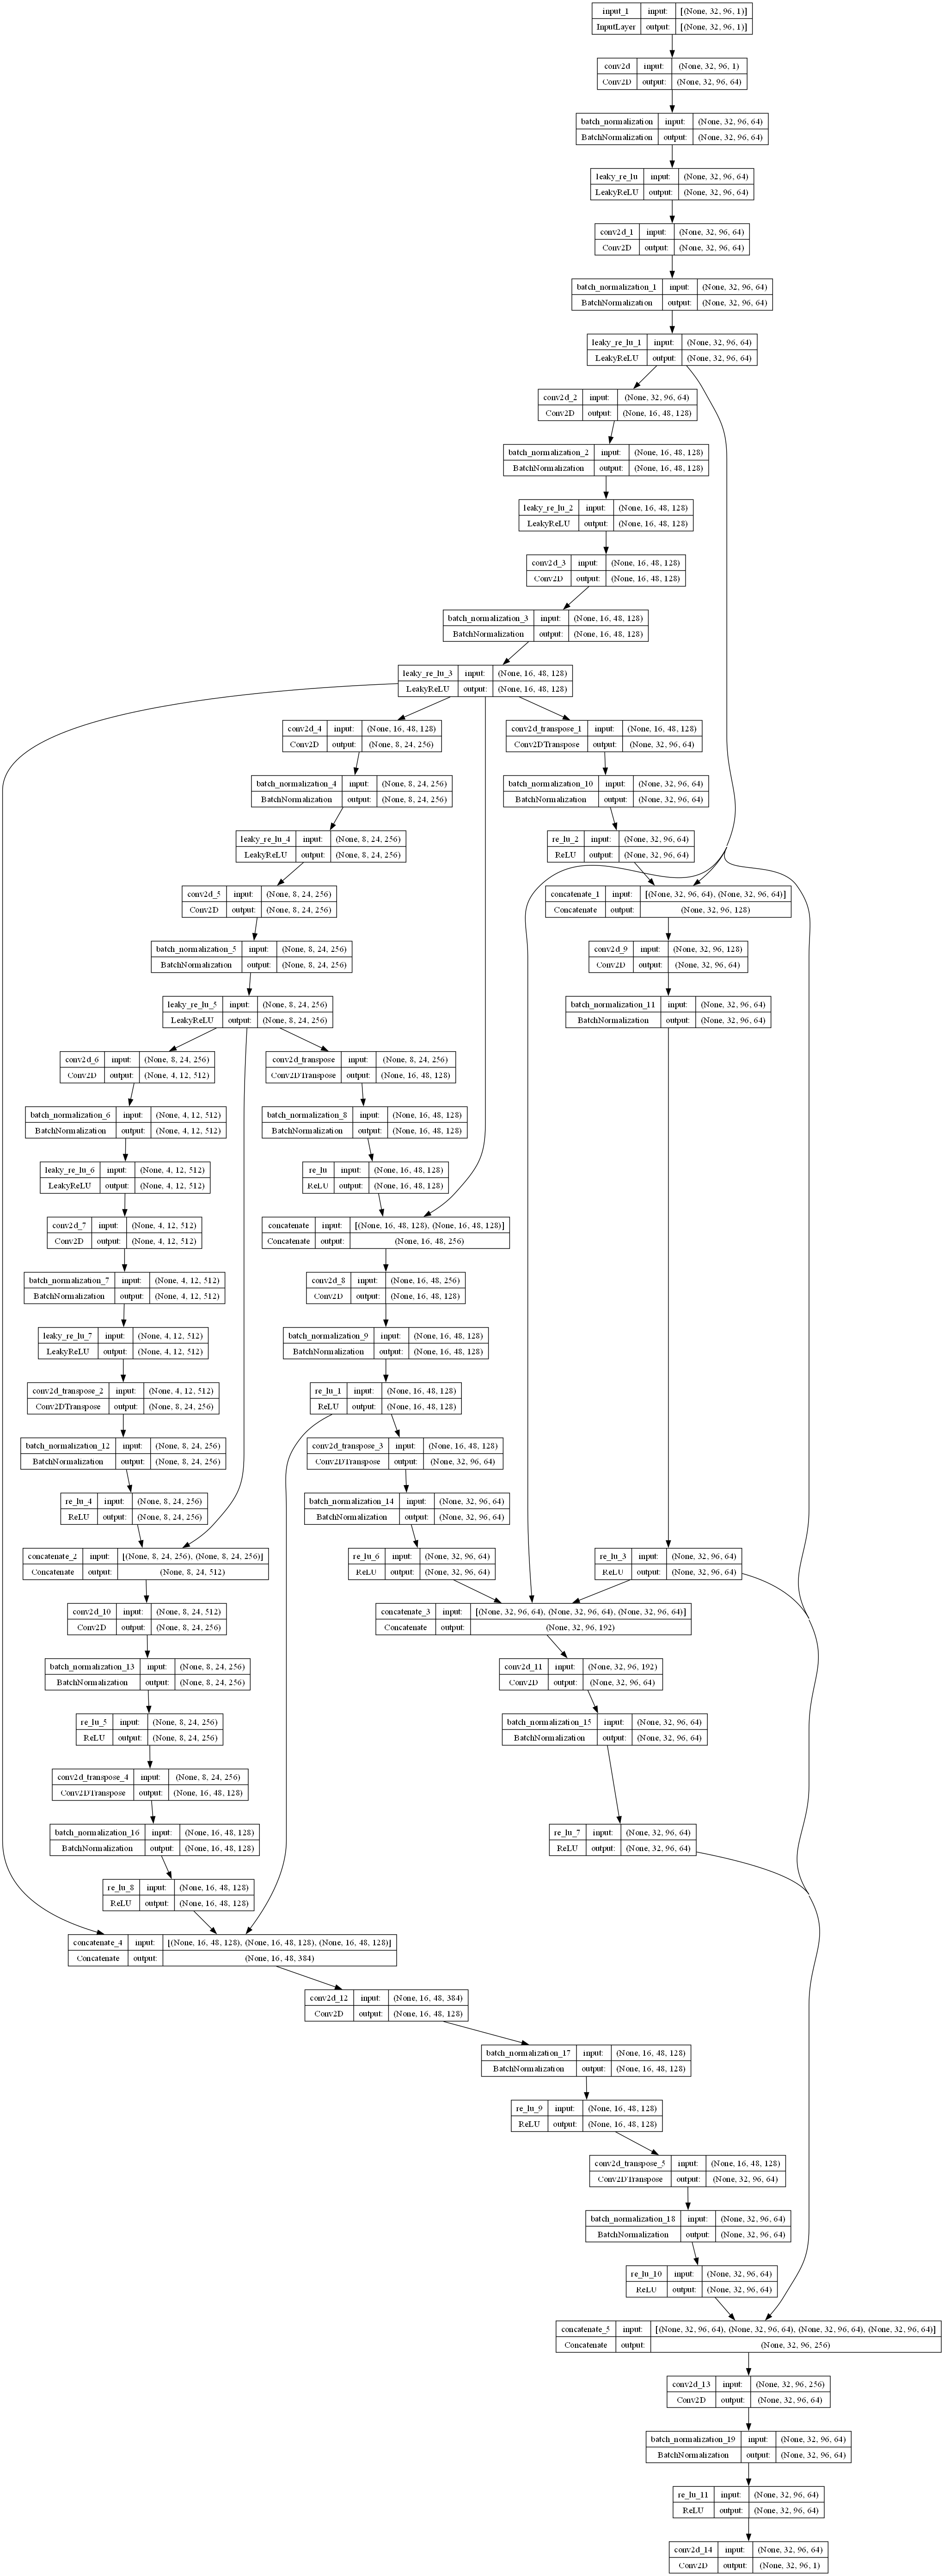 input_1 input: [(None, 32, 96, 1)]
InputLayer output: [(None, 32, 96, 1)]
conv2d input: (None, 32, 96, 1)
Conv2D output: (None, 32, 96, 64)
batch_normalization input: (None, 32, 96, 64)
BatchNormalization output: (None, 32, 96, 64)
leaky_re_lu input: (None, 32, 96, 64)
LeakyReLU output: (None, 32, 96, 64)
conv2d_1 input: (None, 32, 96, 64)
Conv2D output: (None, 32, 96, 64)
batch_normalization_1 input: (None, 32, 96, 64)
BatchNormalization output: (None, 32, 96, 64)
leaky_re_lu_1 input: (None, 32, 96, 64)
LeakyReLU output: (None, 32, 96, 64)
conv2d_2 input: (None, 32, 96, 64)
Conv2D output: (None, 16, 48, 128)
batch_normalization_2 input: (None, 16, 48, 128)
BatchNormalization output: (None, 16, 48, 128)
leaky_re_lu_2 input: (None, 16, 48, 128)
LeakyReLU output: (None, 16, 48, 128)
conv2d_3 input: (None, 16, 48, 128)
Conv2D output: (None, 16, 48, 128)
batch_normalization_3 input: (None, 16, 48, 128)
BatchNormalization output: (None, 16, 48, 128)
leaky_re_lu_3 input: (None, 16, 48, 128)
LeakyReLU output: (None, 16, 48, 128)
conv2d_4 input: (None, 16, 48, 128)
Conv2D output: (None, 8, 24, 256)
conv2d_transpose_1 input: (None, 16, 48, 128)
Conv2DTranspose output: (None, 32, 96, 64)
batch_normalization_4 input: (None, 8, 24, 256)
BatchNormalization output: (None, 8, 24, 256)
batch_normalization_10 input: (None, 32, 96, 64)
BatchNormalization output: (None, 32, 96, 64)
leaky_re_lu_4 input: (None, 8, 24, 256)
LeakyReLU output: (None, 8, 24, 256)
re_lu_2 input: (None, 32, 96, 64)
ReLU output: (None, 32, 96, 64)
conv2d_5 input: (None, 8, 24, 256)
Conv2D output: (None, 8, 24, 256)
concatenate_1 input: [(None, 32, 96, 64), (None, 32, 96, 64)]
Concatenate output: (None, 32, 96, 128)
batch_normalization_5 input: (None, 8, 24, 256)
BatchNormalization output: (None, 8, 24, 256)
conv2d_9 input: (None, 32, 96, 128)
Conv2D output: (None, 32, 96, 64)
leaky_re_lu_5 input: (None, 8, 24, 256)
LeakyReLU output: (None, 8, 24, 256)
batch_normalization_11 input: (None, 32, 96, 64)
BatchNormalization output: (None, 32, 96, 64)
conv2d_6 input: (None, 8, 24, 256)
Conv2D output: (None, 4, 12, 512)
conv2d_transpose input: (None, 8, 24, 256)
Conv2DTranspose output: (None, 16, 48, 128)
batch_normalization_6 input: (None, 4, 12, 512)
BatchNormalization output: (None, 4, 12, 512)
batch_normalization_8 input: (None, 16, 48, 128)
BatchNormalization output: (None, 16, 48, 128)
leaky_re_lu_6 input: (None, 4, 12, 512)
LeakyReLU output: (None, 4, 12, 512)
re_lu input: (None, 16, 48, 128)
ReLU output: (None, 16, 48, 128)
conv2d_7 input: (None, 4, 12, 512)
Conv2D output: (None, 4, 12, 512)
concatenate input: [(None, 16, 48, 128), (None, 16, 48, 128)]
Concatenate output: (None, 16, 48, 256)
batch_normalization_7 input: (None, 4, 12, 512)
BatchNormalization output: (None, 4, 12, 512)
conv2d_8 input: (None, 16, 48, 256)
Conv2D output: (None, 16, 48, 128)
leaky_re_lu_7 input: (None, 4, 12, 512)
LeakyReLU output: (None, 4, 12, 512)
batch_normalization_9 input: (None, 16, 48, 128)
BatchNormalization output: (None, 16, 48, 128)
conv2d_transpose_2 input: (None, 4, 12, 512)
Conv2DTranspose output: (None, 8, 24, 256)
re_lu_1 input: (None, 16, 48, 128)
ReLU output: (None, 16, 48, 128)
batch_normalization_12 input: (None, 8, 24, 256)
BatchNormalization output: (None, 8, 24, 256)
conv2d_transpose_3 input: (None, 16, 48, 128)
Conv2DTranspose output: (None, 32, 96, 64)
re_lu_4 input: (None, 8, 24, 256)
ReLU output: (None, 8, 24, 256)
batch_normalization_14 input: (None, 32, 96, 64)
BatchNormalization output: (None, 32, 96, 64)
concatenate_2 input: [(None, 8, 24, 256), (None, 8, 24, 256)]
Concatenate output: (None, 8, 24, 512)
re_lu_6 input: (None, 32, 96, 64)
ReLU output: (None, 32, 96, 64)
re_lu_3 input: (None, 32, 96, 64)
ReLU output: (None, 32, 96, 64)
conv2d_10 input: (None, 8, 24, 512)
Conv2D output: (None, 8, 24, 256)
concatenate_3 input: [(None, 32, 96, 64), (None, 32, 96, 64), (None, 32, 96, 64)]
Concatenate output: (None, 32, 96, 192)
batch_normalization_13 input: (None, 8, 24, 256)
BatchNormalization output: (None, 8, 24, 256)
conv2d_11 input: (None, 32, 96, 192)
Conv2D output: (None, 32, 96, 64)
re_lu_5 input: (None, 8, 24, 256)
ReLU output: (None, 8, 24, 256)
batch_normalization_15 input: (None, 32, 96, 64)
BatchNormalization output: (None, 32, 96, 64)
conv2d_transpose_4 input: (None, 8, 24, 256)
Conv2DTranspose output: (None, 16, 48, 128)
batch_normalization_16 input: (None, 16, 48, 128)
BatchNormalization output: (None, 16, 48, 128)
re_lu_7 input: (None, 32, 96, 64)
ReLU output: (None, 32, 96, 64)
re_lu_8 input: (None, 16, 48, 128)
ReLU output: (None, 16, 48, 128)
concatenate_4 input: [(None, 16, 48, 128), (None, 16, 48, 128), (None, 16, 48, 128)]
Concatenate output: (None, 16, 48, 384)
conv2d_12 input: (None, 16, 48, 384)
Conv2D output: (None, 16, 48, 128)
batch_normalization_17 input: (None, 16, 48, 128)
BatchNormalization output: (None, 16, 48, 128)
re_lu_9 input: (None, 16, 48, 128)
ReLU output: (None, 16, 48, 128)
conv2d_transpose_5 input: (None, 16, 48, 128)
Conv2DTranspose output: (None, 32, 96, 64)
batch_normalization_18 input: (None, 32, 96, 64)
BatchNormalization output: (None, 32, 96, 64)
re_lu_10 input: (None, 32, 96, 64)
ReLU output: (None, 32, 96, 64)
concatenate_5 input: [(None, 32, 96, 64), (None, 32, 96, 64), (None, 32, 96, 64), (None, 32, 96, 64)]
Concatenate output: (None, 32, 96, 256)
conv2d_13 input: (None, 32, 96, 256)
Conv2D output: (None, 32, 96, 64)
batch_normalization_19 input: (None, 32, 96, 64)
BatchNormalization output: (None, 32, 96, 64)
re_lu_11 input: (None, 32, 96, 64)
ReLU output: (None, 32, 96, 64)
conv2d_14 input: (None, 32, 96, 64)
Conv2D output: (None, 32, 96, 1)